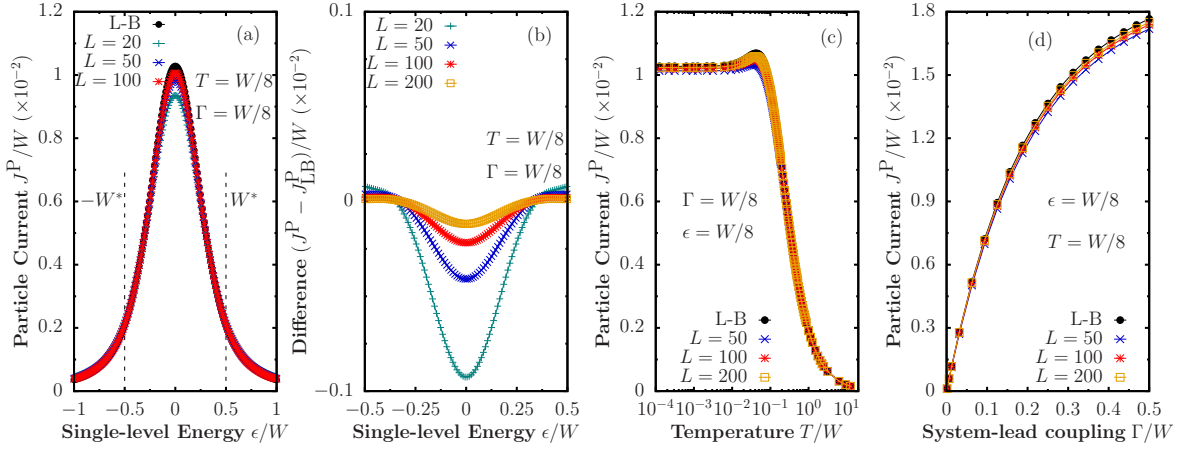 Particle Current J^P/W (×10^−2)
1.2
1
0.8
0.6
0.4
0.2
0
L-B
L = 20
L = 50
L = 100
(a)
T = W/8
Γ = W/8
−W*
W*
−1
−0.5
0
0.5
1
Single-level Energy ϵ/W
Difference (J^P − J^P_LB)/W (×10^−2)
0.1
0
−0.1
L = 20
L = 50
L = 100
L = 200
(b)
T = W/8
Γ = W/8
−0.5
−0.25
0
0.25
0.5
Single-level Energy ϵ/W
Particle Current J^P/W (×10^−2)
1.2
1
0.8
0.6
0.4
0.2
0
(c)
Γ = W/8
ϵ = W/8
L-B
L = 50
L = 100
L = 200
10^−4
10^−3
10^−2
10^−1
10^0
10^1
Temperature T/W
Particle Current J^P/W (×10^−2)
1.8
1.5
1.2
0.9
0.6
0.3
0
(d)
ϵ = W/8
T = W/8
L-B
L = 50
L = 100
L = 200
0
0.1
0.2
0.3
0.4
0.5
System-lead coupling Γ/W